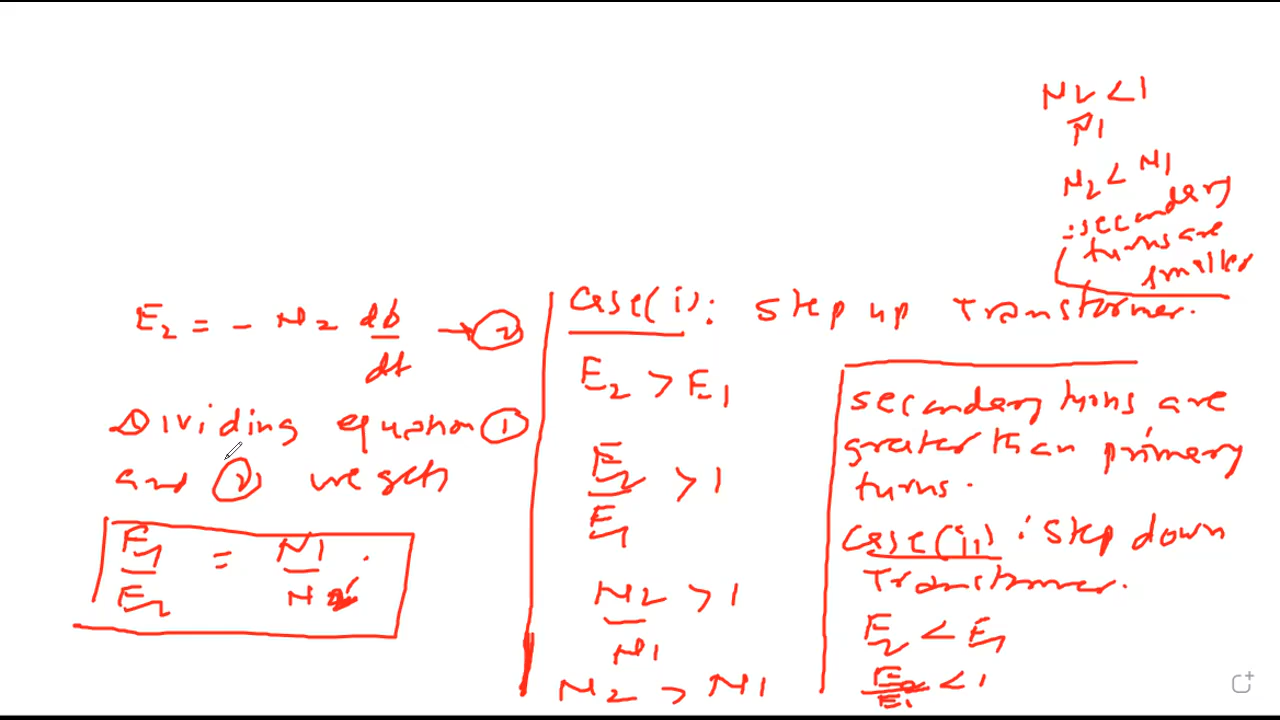 E2 = - N2 dϕ/dt → ②
Dividing equation ①
and ② we get
E1/E2 = N1/N2.
case(i): step up Transformer.
E2 > E1
E2/E1 > 1
N2/N1 > 1
N2 > N1
secondary turns are
greater than primary
turns.
case(ii): step down
Transformer.
E2 < E1
E2/E1 < 1
N2/N1 < 1
N2 < N1
:secondary
turns are
smaller